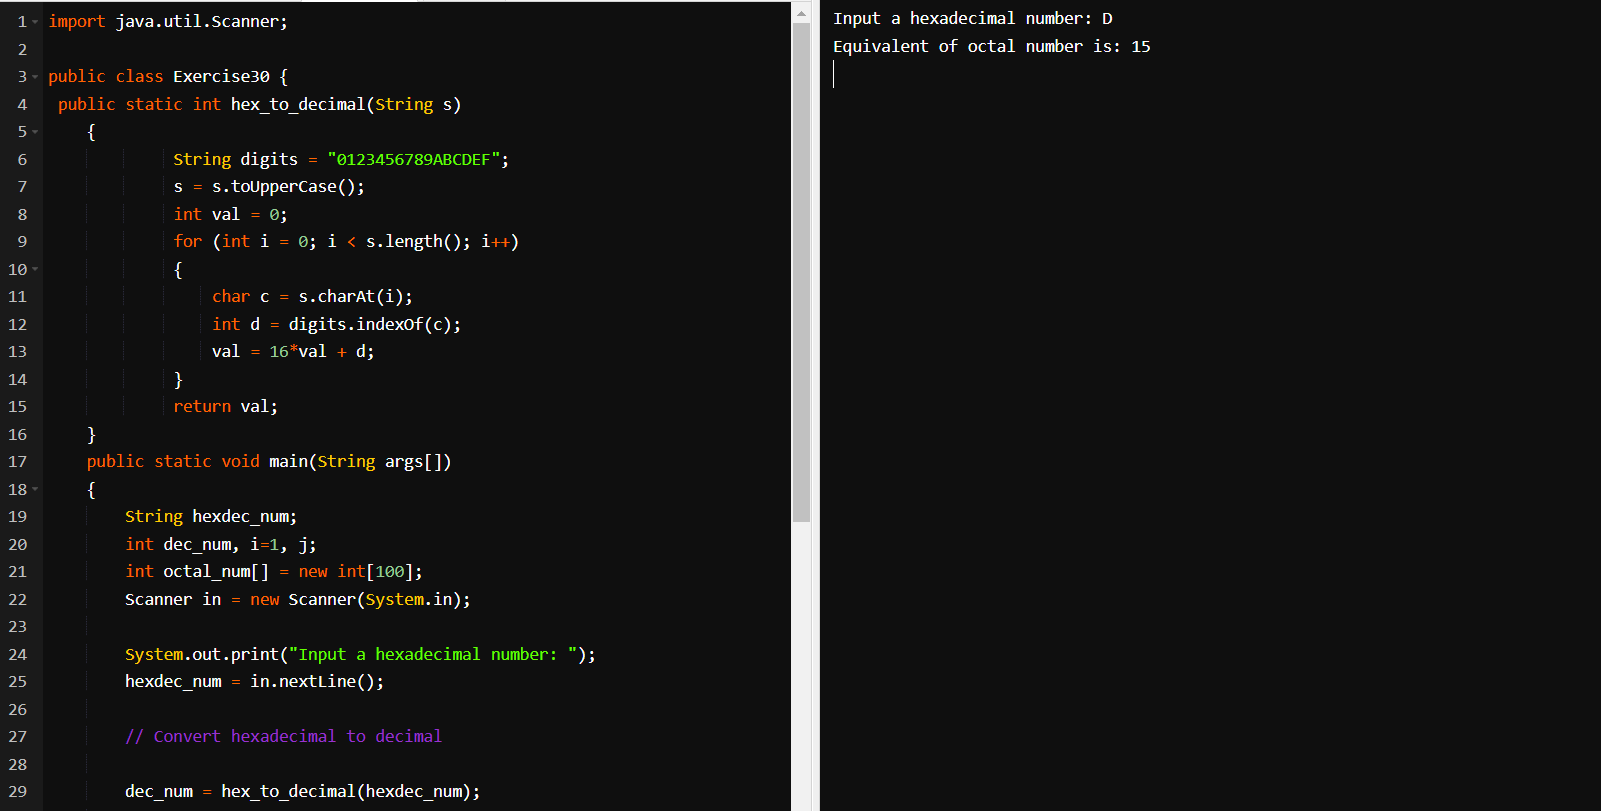 1 import java.util.Scanner;
2
3 public class Exercise30 {
4 public static int hex_to_decimal(String s)
5 {
6 String digits = "0123456789ABCDEF";
7 s = s.toUpperCase();
8 int val = 0;
9 for (int i = 0; i < s.length(); i++)
10 {
11 char c = s.charAt(i);
12 int d = digits.indexOf(c);
13 val = 16*val + d;
14 }
15 return val;
16 }
17 public static void main(String args[])
18 {
19 String hexdec_num;
20 int dec_num, i=1, j;
21 int octal_num[] = new int[100];
22 Scanner in = new Scanner(System.in);
23
24 System.out.print("Input a hexadecimal number: ");
25 hexdec_num = in.nextLine();
26
27 // Convert hexadecimal to decimal
28
29 dec_num = hex_to_decimal(hexdec_num);
Input a hexadecimal number: D
Equivalent of octal number is: 15